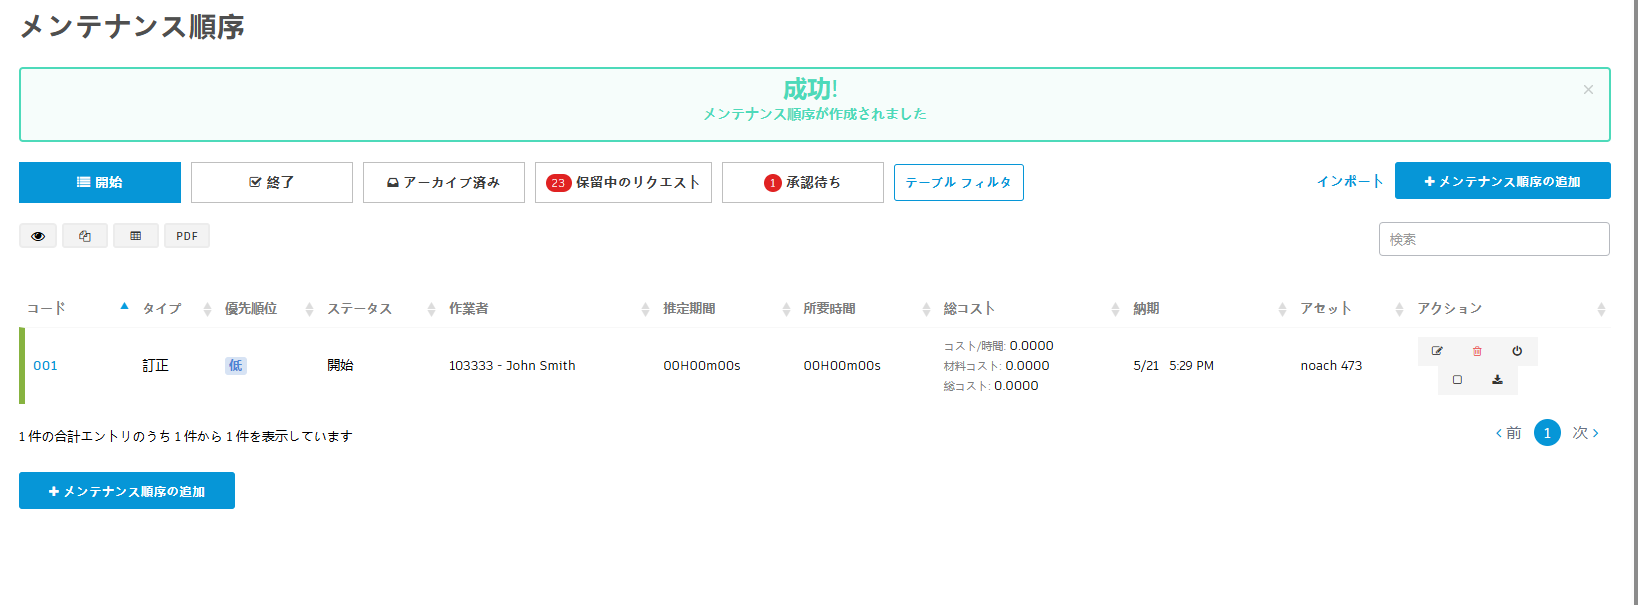 メンテナンス順序
成功!
×
メンテナンス順序が作成されました
開始 終了 アーカイブ済み 23 保留中のリクエスト 1 承認待ち テーブル フィルタ インポート + メンテナンス順序の追加
PDF 検索
コード タイプ 優先順位 ステータス 作業者 推定期間 所要時間 総コスト 納期 アセット アクション
001 訂正 低 開始 103333 - John Smith 00H00m00s 00H00m00s
コスト/時間: 0.0000
材料コスト: 0.0000
総コスト: 0.0000
5/21 5:29 PM noach 473
1 件の合計エントリのうち 1 件から 1 件を表示しています
‹ 前 1 次 ›
+ メンテナンス順序の追加